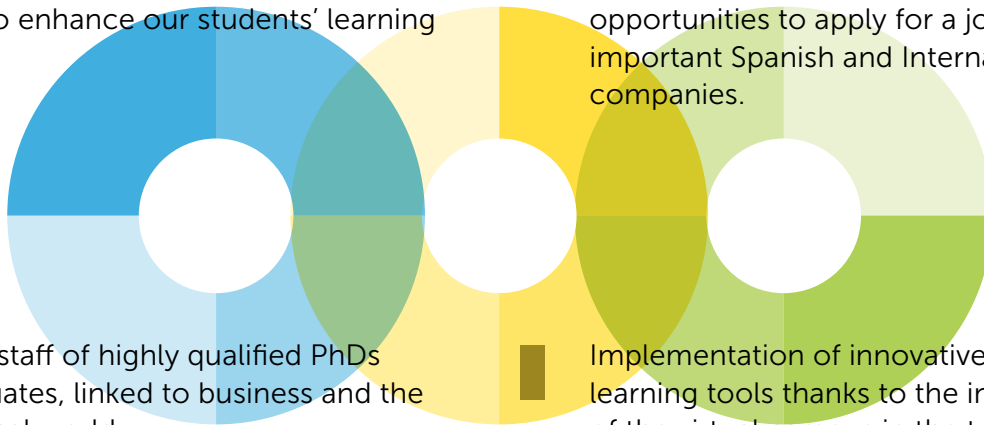 o enhance our students’ learning
opportunities to apply for a jo
important Spanish and Interna
companies.
staff of highly qualified PhDs
uates, linked to business and the
Implementation of innovative
learning tools thanks to the in